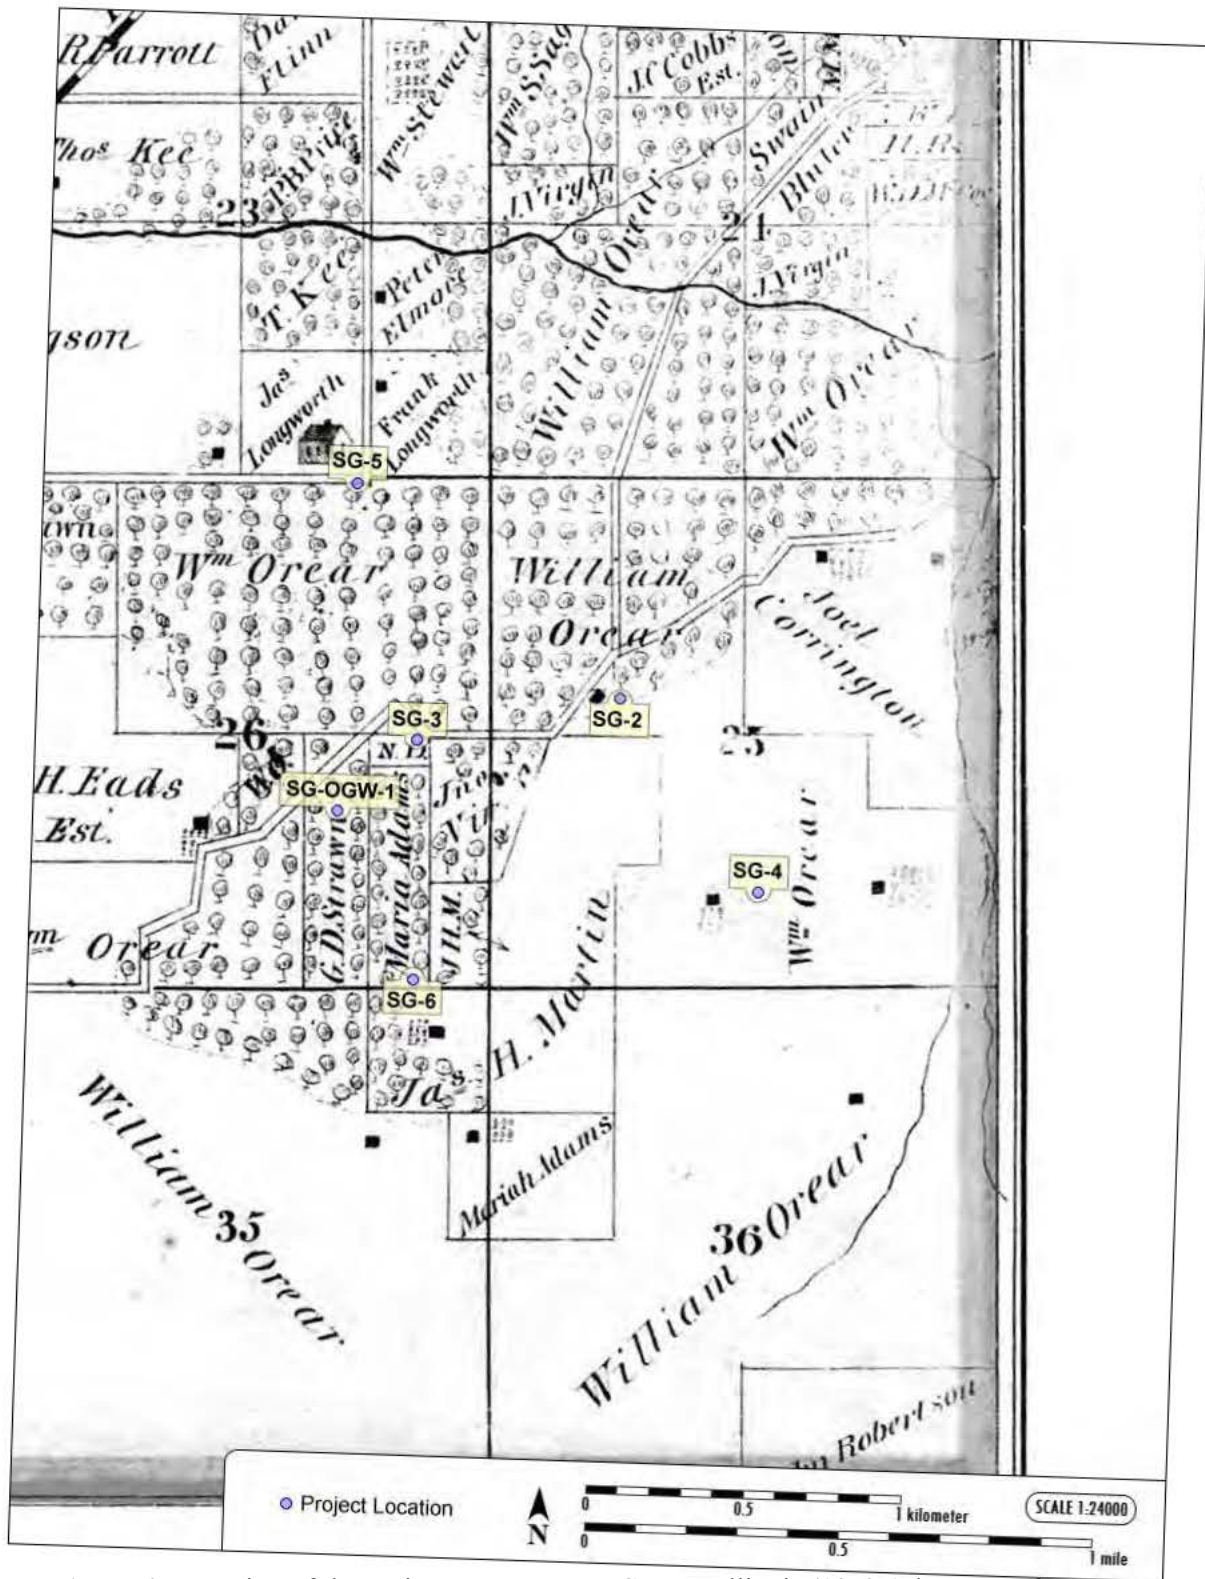 R Parrott
Flinn
Wm Stewert
J C Cobbs
Est.
Thos Kee
Swain
Bluter
J. Virgin
23
William Orear
24
J. Virgin
T. Kee
Peter
Elmore
Wm Orear
Jas
Longworth
Frank
Longworth
SG-5
Wm Orear
William
Orear
Joel
Corrington
SG-3
SG-2
26
25
N. D.
H. Eads
Est.
SG-OGW-1
G.D. Strawn
Maria Adams
J H.M.
SG-4
Wm Orear
Orear
SG-6
H. Martin
Jas
William
35
Orear
Mariah Adams
William
36
Orear
Robertson
Project Location
N
0 0.5 1 kilometer
0 0.5 1 mile
SCALE 1:24000